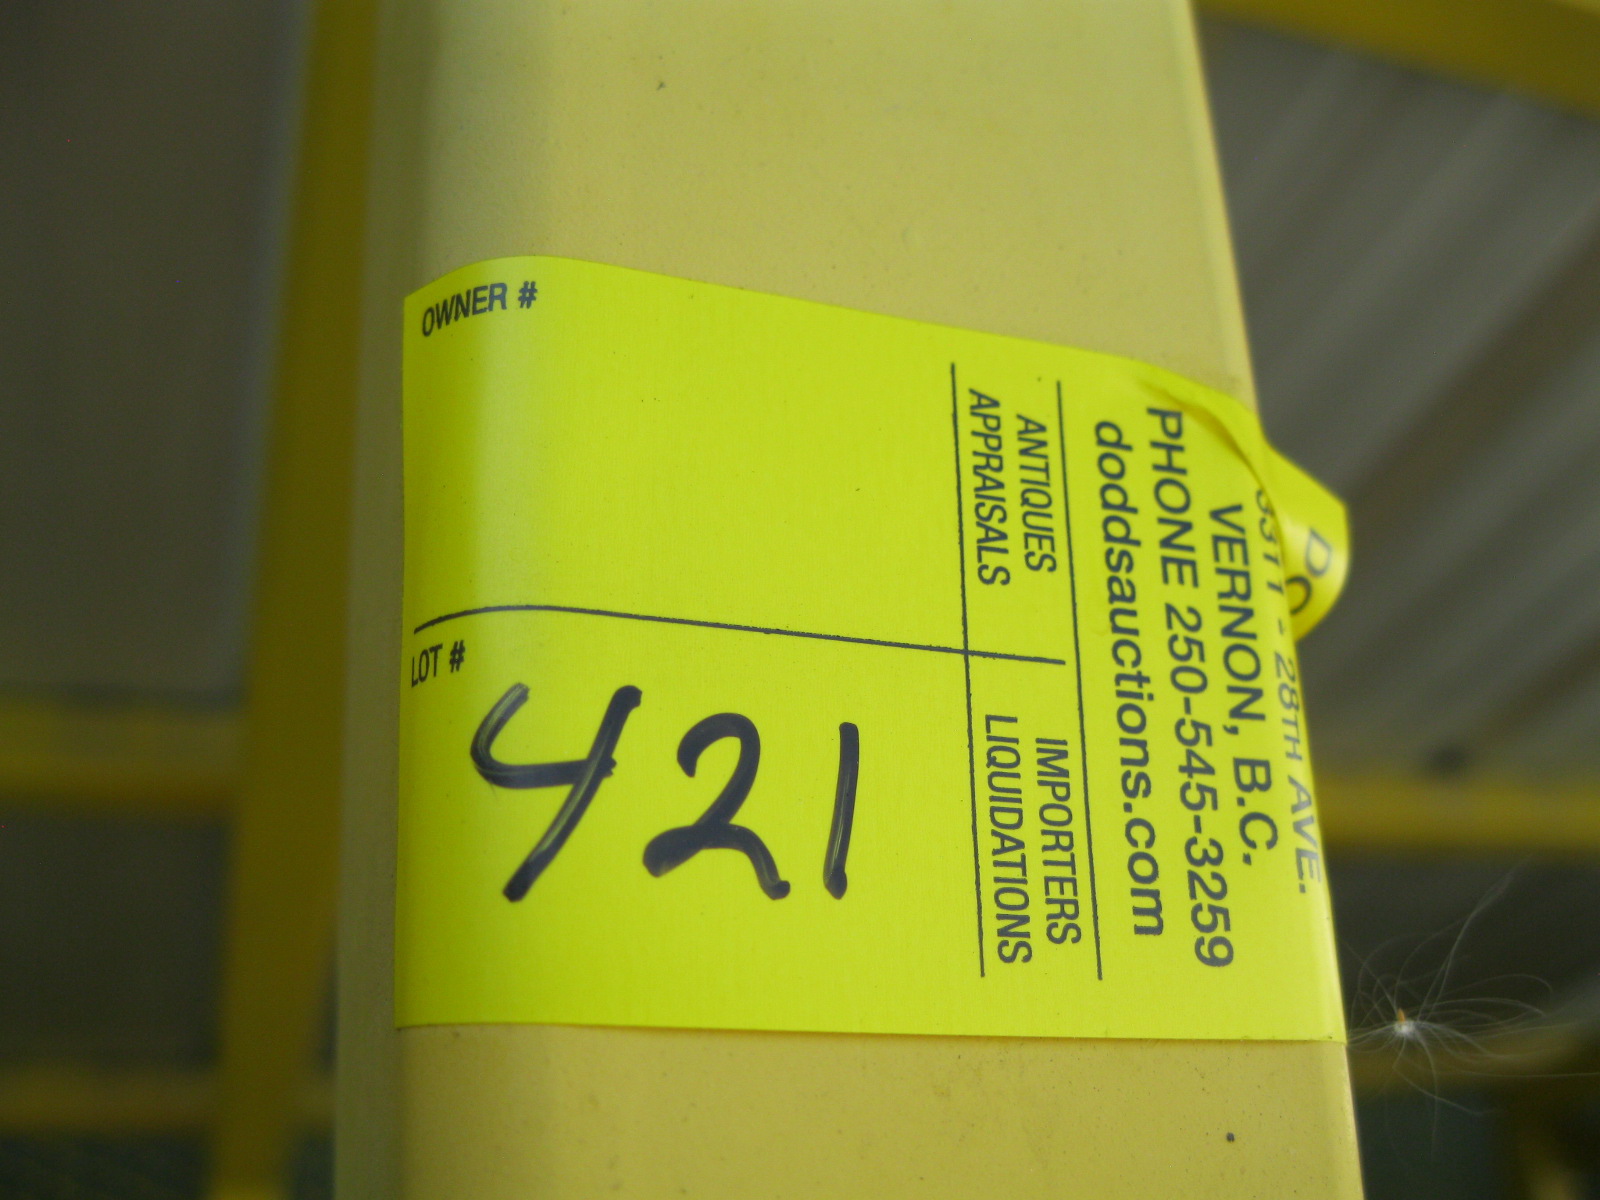 OWNER #
LOT #
421
28TH AVE.
VERNON, B.C.
PHONE 250-545-3259
doddsauctions.com
ANTIQUES
APPRAISALS
IMPORTERS
LIQUIDATIONS